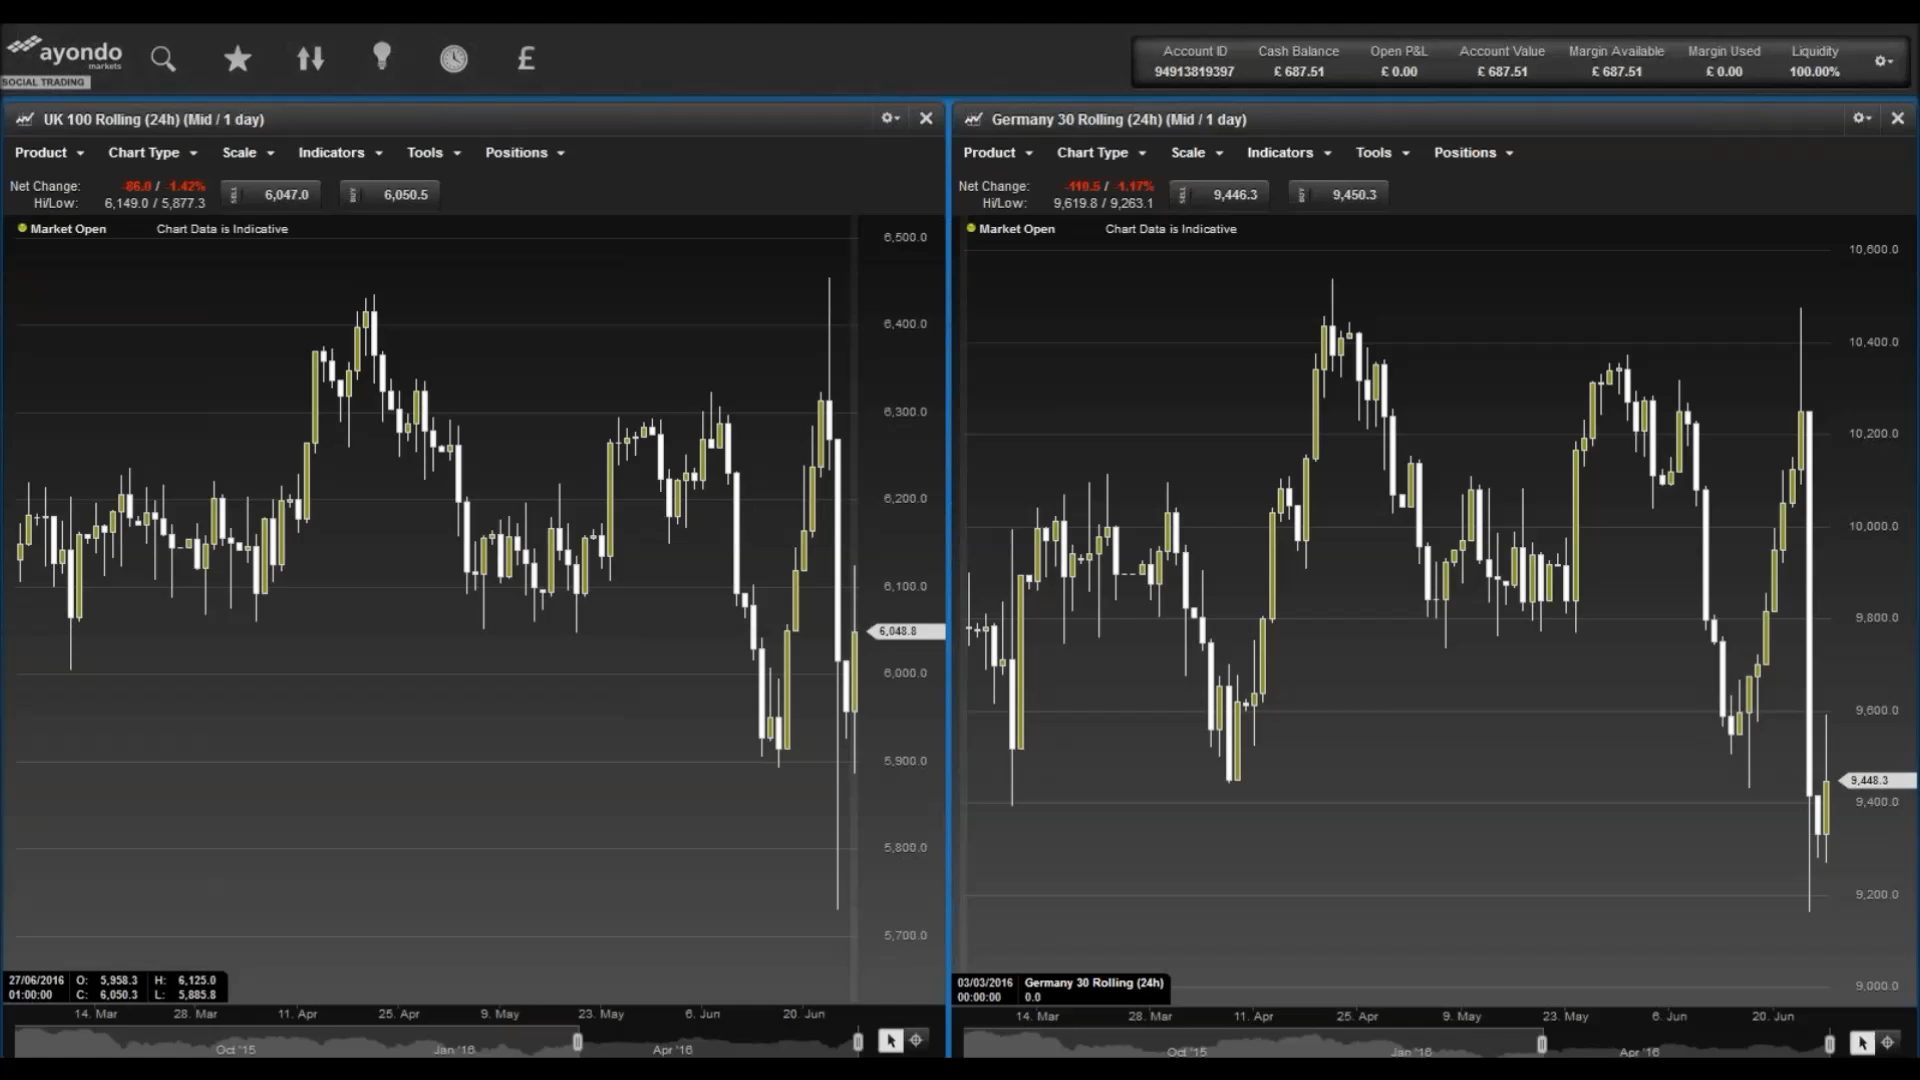 ayondo
markets
SOCIAL TRADING
£
Account ID Cash Balance Open P&L Account Value Margin Available Margin Used Liquidity
94913819397 £ 687.51 £ 0.00 £ 687.51 £ 687.51 £ 0.00 100.00%
UK 100 Rolling (24h) (Mid / 1 day)
Product Chart Type Scale Indicators Tools Positions
Net Change: -86.0 / -1.42%
Hi/Low: 6,149.0 / 5,877.3
SELL 6,047.0 BUY 6,050.5
Market Open Chart Data is Indicative
6,500.0
6,400.0
6,300.0
6,200.0
6,100.0
6,048.8
6,000.0
5,900.0
5,800.0
5,700.0
27/06/2016 O: 5,958.3 H: 6,125.0
01:00:00 C: 6,050.3 L: 5,885.8
14. Mar 28. Mar 11. Apr 25. Apr 9. May 23. May 6. Jun 20. Jun
Oct '15 Jan '16 Apr '16
Germany 30 Rolling (24h) (Mid / 1 day)
Product Chart Type Scale Indicators Tools Positions
Net Change: -110.5 / -1.17%
Hi/Low: 9,619.8 / 9,263.1
SELL 9,446.3 BUY 9,450.3
Market Open Chart Data is Indicative
10,600.0
10,400.0
10,200.0
10,000.0
9,800.0
9,600.0
9,448.3
9,400.0
9,200.0
9,000.0
03/03/2016 Germany 30 Rolling (24h)
00:00:00 0.0
14. Mar 28. Mar 11. Apr 25. Apr 9. May 23. May 6. Jun 20. Jun
Oct '15 Jan '16 Apr '16